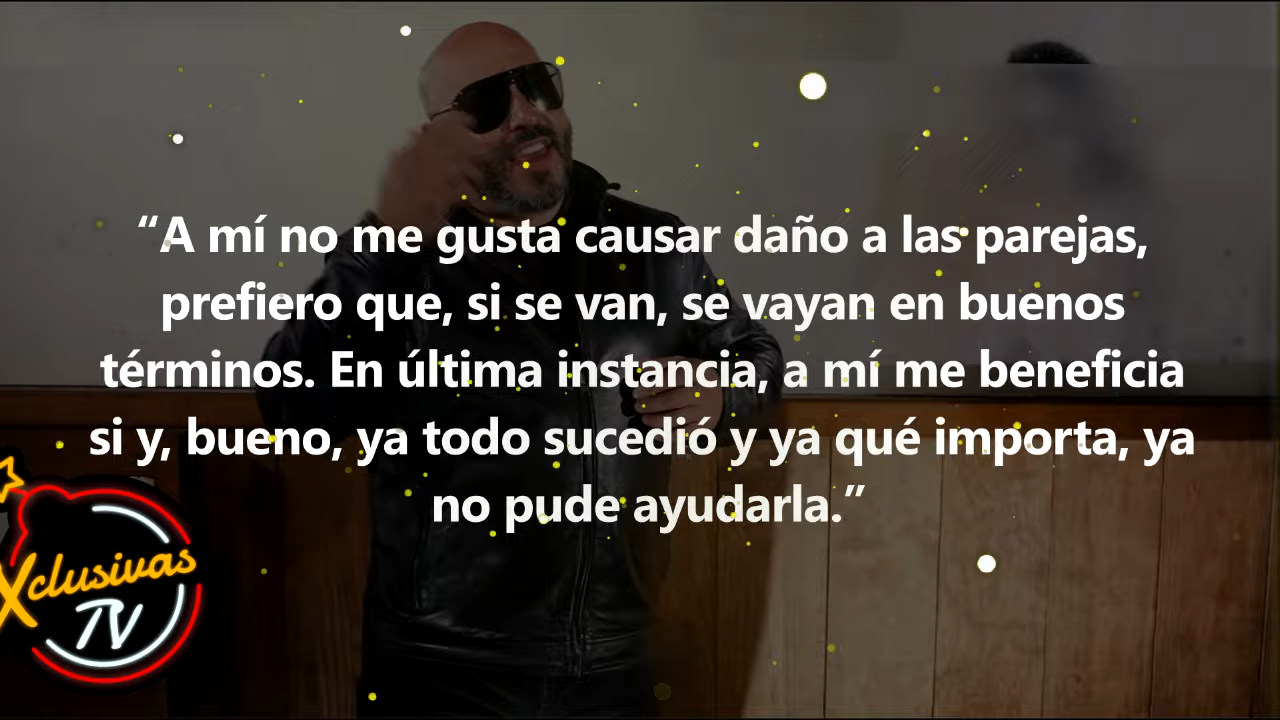 “A mí no me gusta causar daño a las parejas,
prefiero que, si se van, se vayan en buenos
términos. En última instancia, a mí me beneficia
si y, bueno, ya todo sucedió y ya qué importa, ya
no pude ayudarla.”
Xclusivas
TV